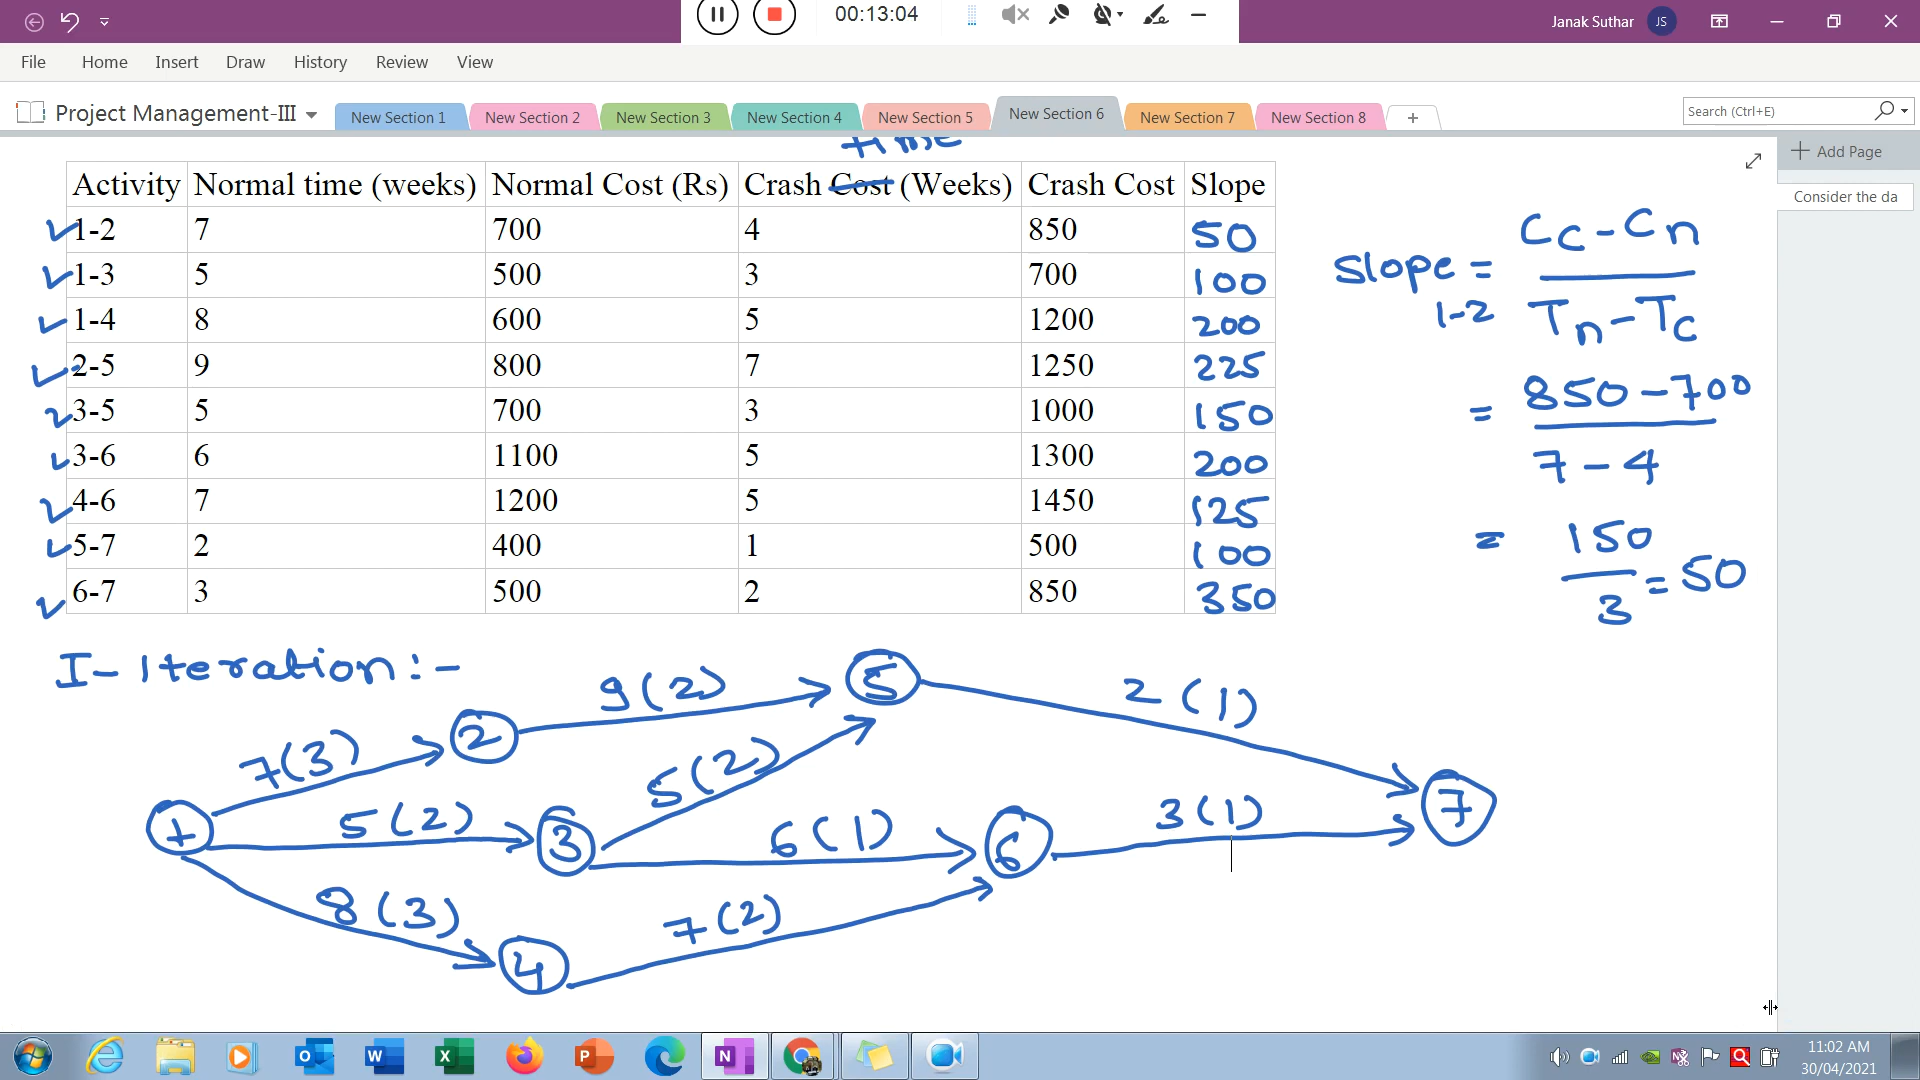 00:13:04
Janak Suthar JS
File Home Insert Draw History Review View
Project Management-III New Section 1 New Section 2 New Section 3 New Section 4 New Section 5 New Section 6 New Section 7 New Section 8 + Search (Ctrl+E)
Add Page
Consider the da
time
Activity Normal time (weeks) Normal Cost (Rs) Crash Cost (Weeks) Crash Cost Slope
1-2 7 700 4 850 50
1-3 5 500 3 700 100
1-4 8 600 5 1200 200
2-5 9 800 7 1250 225
3-5 5 700 3 1000 150
3-6 6 1100 5 1300 200
4-6 7 1200 5 1450 125
5-7 2 400 1 500 100
6-7 3 500 2 850 350
Slope = Cc-Cn
1-2 Tn-Tc
= 850-700
7-4
= 150
3 = 50
I-Iteration:-
9(2) 5 2(1)
7(3) 2
5(2)
1 5(2) 3 6(1) 6 3(1) 7
8(3) 4 7(2)
11:02 AM
30/04/2021